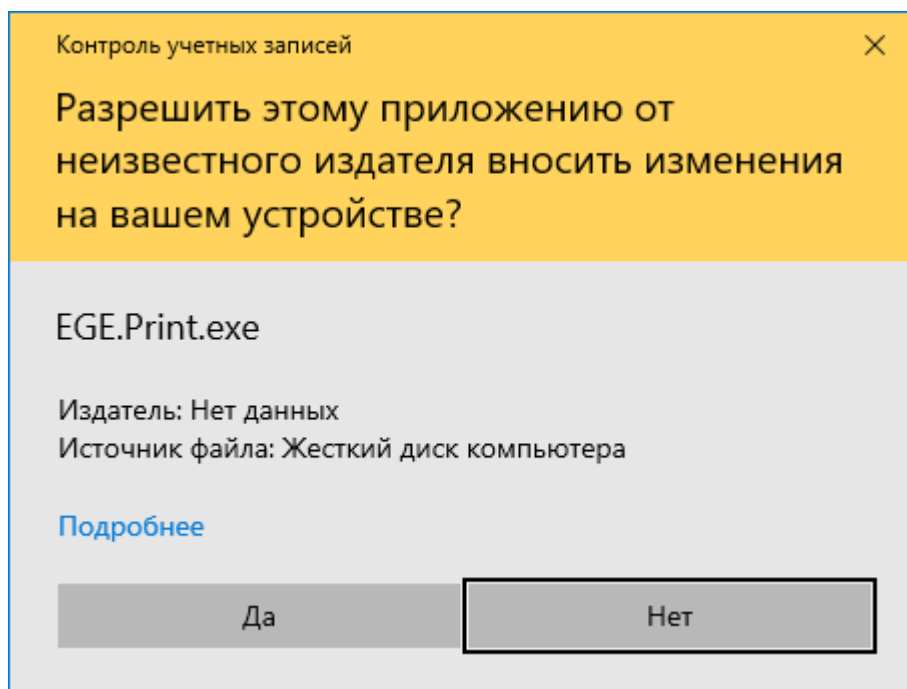 Контроль учетных записей
Разрешить этому приложению от
неизвестного издателя вносить изменения
на вашем устройстве?
EGE.Print.exe
Издатель: Нет данных
Источник файла: Жесткий диск компьютера
Подробнее
Да
Нет